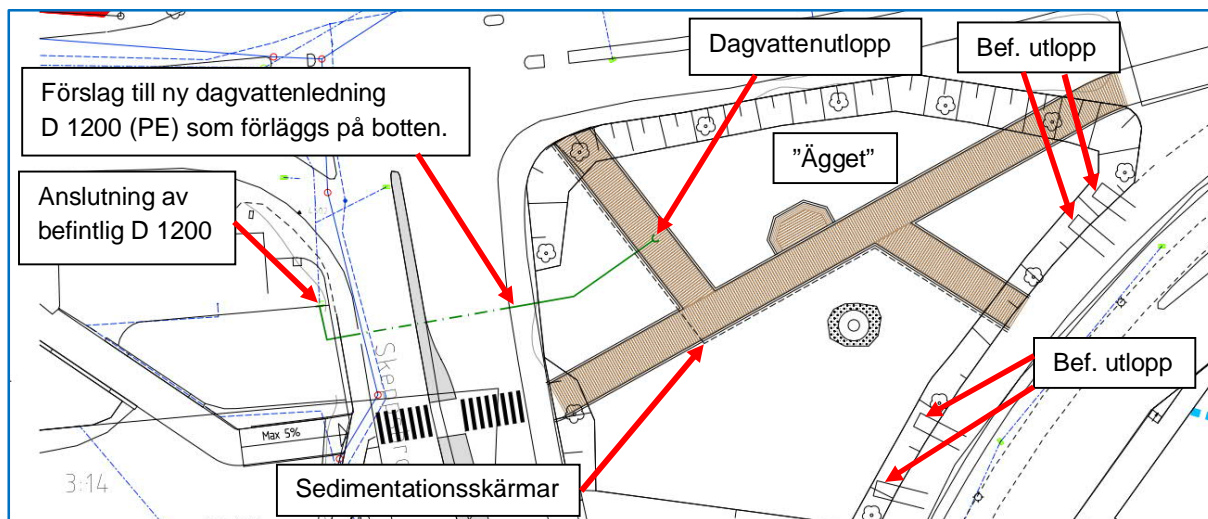 Dagvattenutlopp
Bef. utlopp
Förslag till ny dagvattenledning
D 1200 (PE) som förläggs på botten.
D
"Ägget"
Anslutning av
befintlig D 1200
Bef. utlopp
Max 5%
3:14
Sedimentationsskärmar